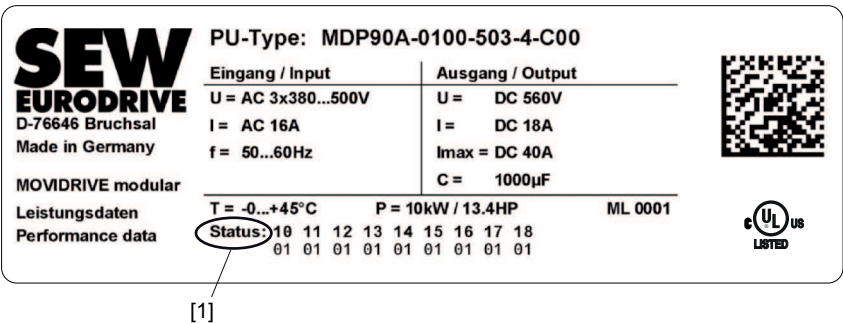 SEW
EURODRIVE
D-76646 Bruchsal
Made in Germany
MOVIDRIVE modular
Leistungsdaten
Performance data
PU-Type: MDP90A-0100-503-4-C00
Eingang / Input
U = AC 3x380...500V
I = AC 16A
f = 50...60Hz
Ausgang / Output
U = DC 560V
I = DC 18A
Imax = DC 40A
C = 1000µF
T = -0...+45°C P = 10kW / 13.4HP ML 0001
Status: 10 11 12 13 14 15 16 17 18
01 01 01 01 01 01 01 01 01
c UL US
LISTED
[1]